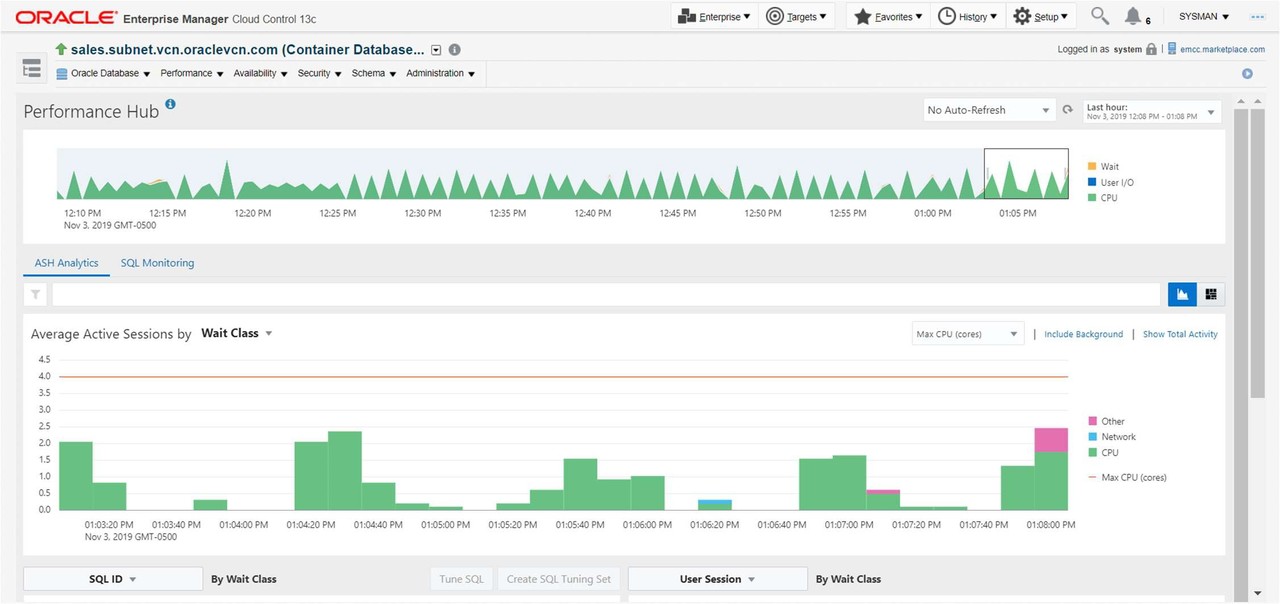 ORACLE® Enterprise Manager Cloud Control 13c
Enterprise Targets Favorites History Setup 6 SYSMAN
sales.subnet.vcn.oraclevcn.com (Container Database...
Logged in as system emcc.marketplace.com
Oracle Database Performance Availability Security Schema Administration
Performance Hub
No Auto-Refresh
Last hour:
Nov 3, 2019 12:08 PM - 01:08 PM
Wait
User I/O
CPU
12:10 PM 12:15 PM 12:20 PM 12:25 PM 12:30 PM 12:35 PM 12:40 PM 12:45 PM 12:50 PM 12:55 PM 01:00 PM 01:05 PM
Nov 3, 2019 GMT-0500
ASH Analytics SQL Monitoring
Average Active Sessions by Wait Class
Max CPU (cores) | Include Background | Show Total Activity
4.5
4.0
3.5
3.0
2.5
2.0
1.5
1.0
0.5
0.0
Other
Network
CPU
Max CPU (cores)
01:03:20 PM 01:03:40 PM 01:04:00 PM 01:04:20 PM 01:04:40 PM 01:05:00 PM 01:05:20 PM 01:05:40 PM 01:06:00 PM 01:06:20 PM 01:06:40 PM 01:07:00 PM 01:07:20 PM 01:07:40 PM 01:08:00 PM
Nov 3, 2019 GMT-0500
SQL ID By Wait Class Tune SQL Create SQL Tuning Set User Session By Wait Class